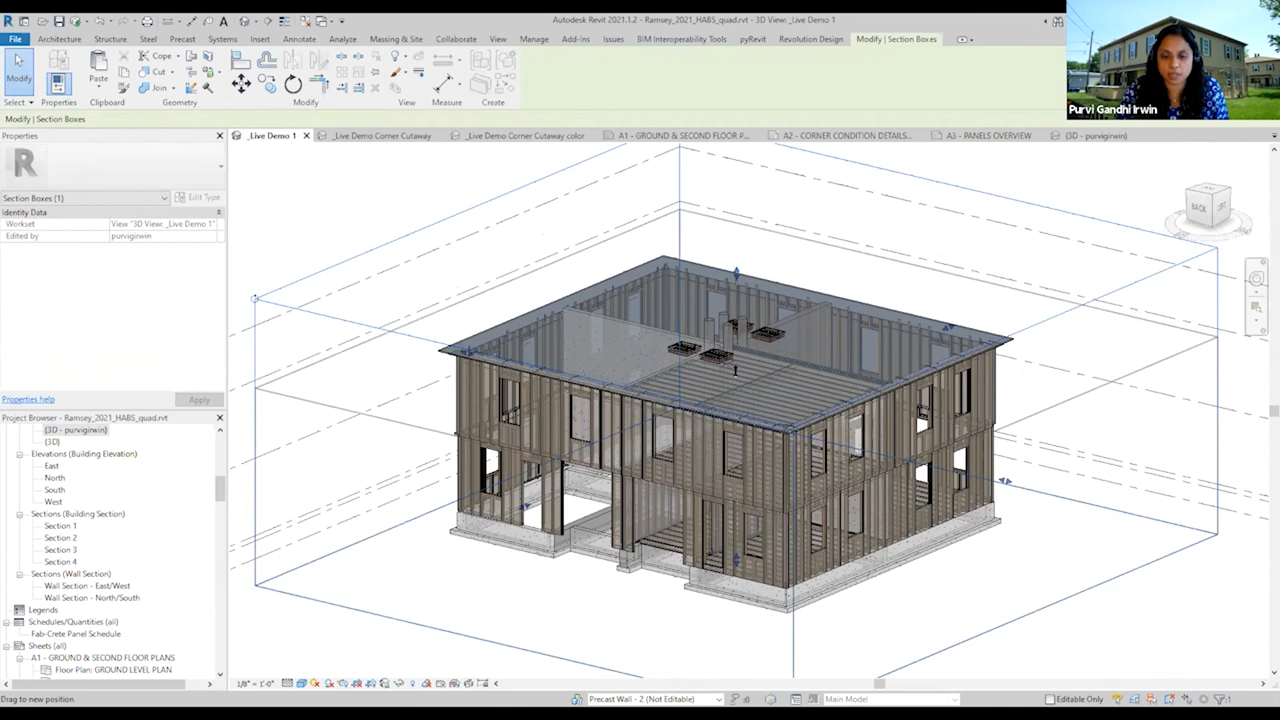 Autodesk Revit 2021.1.2 - Ramsey_2021_HABS_quad.rvt - 3D View: _Live Demo 1
File Architecture Structure Steel Precast Systems Insert Annotate Analyze Massing & Site Collaborate View Manage Add-Ins Issues BIM Interoperability Tools pyRevit Revolution Design Modify | Section Boxes
Modify Paste Cope Cut Join
Select Properties Clipboard Geometry Modify View Measure Create
Purvi Gandhi Irwin
Modify | Section Boxes
Properties
_Live Demo 1 _Live Demo Corner Cutaway _Live Demo Corner Cutaway color A1 - GROUND & SECOND FLOOR P... A2 - CORNER CONDITION DETAILS... A3 - PANELS OVERVIEW {3D - purvigirwin}
R
Section Boxes (1) Edit Type
Identity Data
Workset View "3D View: _Live Demo 1"
Edited by purvigirwin
BACK
Properties help Apply
Project Browser - Ramsey_2021_HABS_quad.rvt
{3D - purvigirwin}
{3D}
Elevations (Building Elevation)
East
North
South
West
Sections (Building Section)
Section 1
Section 2
Section 3
Section 4
Sections (Wall Section)
Wall Section - East/West
Wall Section - North/South
Legends
Schedules/Quantities (all)
Fab-Crete Panel Schedule
Sheets (all)
A1 - GROUND & SECOND FLOOR PLANS
Floor Plan: GROUND LEVEL PLAN
1/8" = 1'-0"
Drag to new position
Precast Wall - 2 (Not Editable) :0 Main Model Editable Only :1